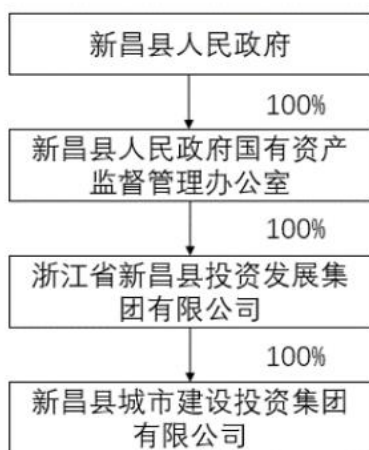 新昌县人民政府
100%
新昌县人民政府国有资产
监督管理办公室
100%
浙江省新昌县投资发展集
团有限公司
100%
新昌县城市建设投资集团
有限公司